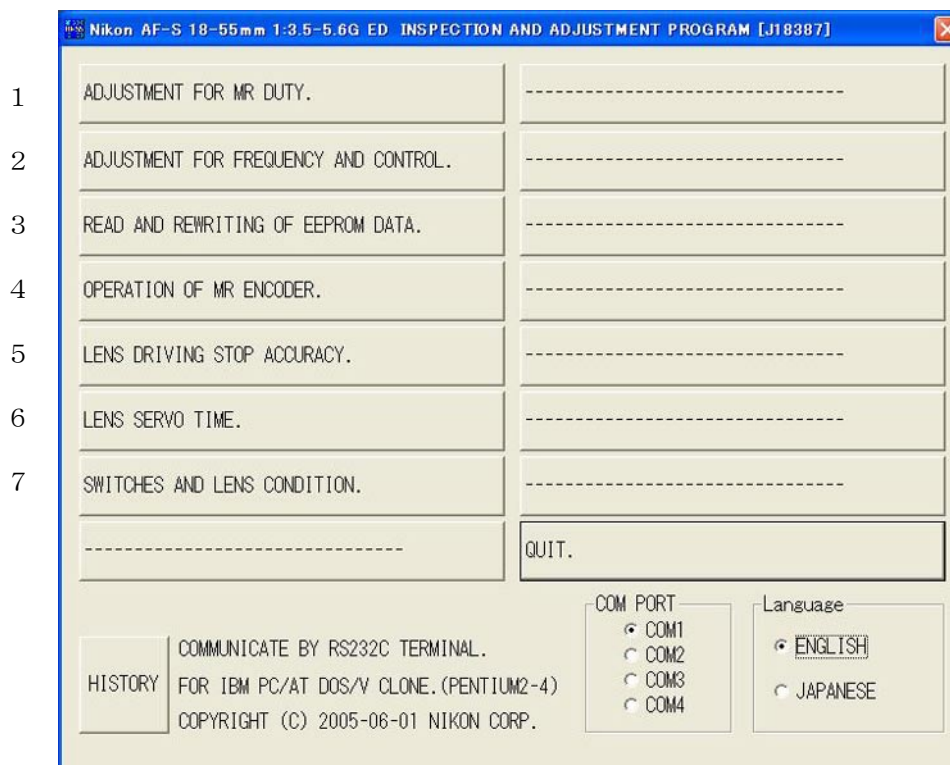 Nikon AF-S 18-55mm 1:3.5-5.6G ED INSPECTION AND ADJUSTMENT PROGRAM [J18387]
1 ADJUSTMENT FOR MR DUTY. --------------------------------
2 ADJUSTMENT FOR FREQUENCY AND CONTROL. --------------------------------
3 READ AND REWRITING OF EEPROM DATA. --------------------------------
4 OPERATION OF MR ENCODER. --------------------------------
5 LENS DRIVING STOP ACCURACY. --------------------------------
6 LENS SERVO TIME. --------------------------------
7 SWITCHES AND LENS CONDITION. --------------------------------
-------------------------------- QUIT.
HISTORY
COMMUNICATE BY RS232C TERMINAL.
FOR IBM PC/AT DOS/V CLONE.(PENTIUM2-4)
COPYRIGHT (C) 2005-06-01 NIKON CORP.
COM PORT
COM1
COM2
COM3
COM4
Language
ENGLISH
JAPANESE